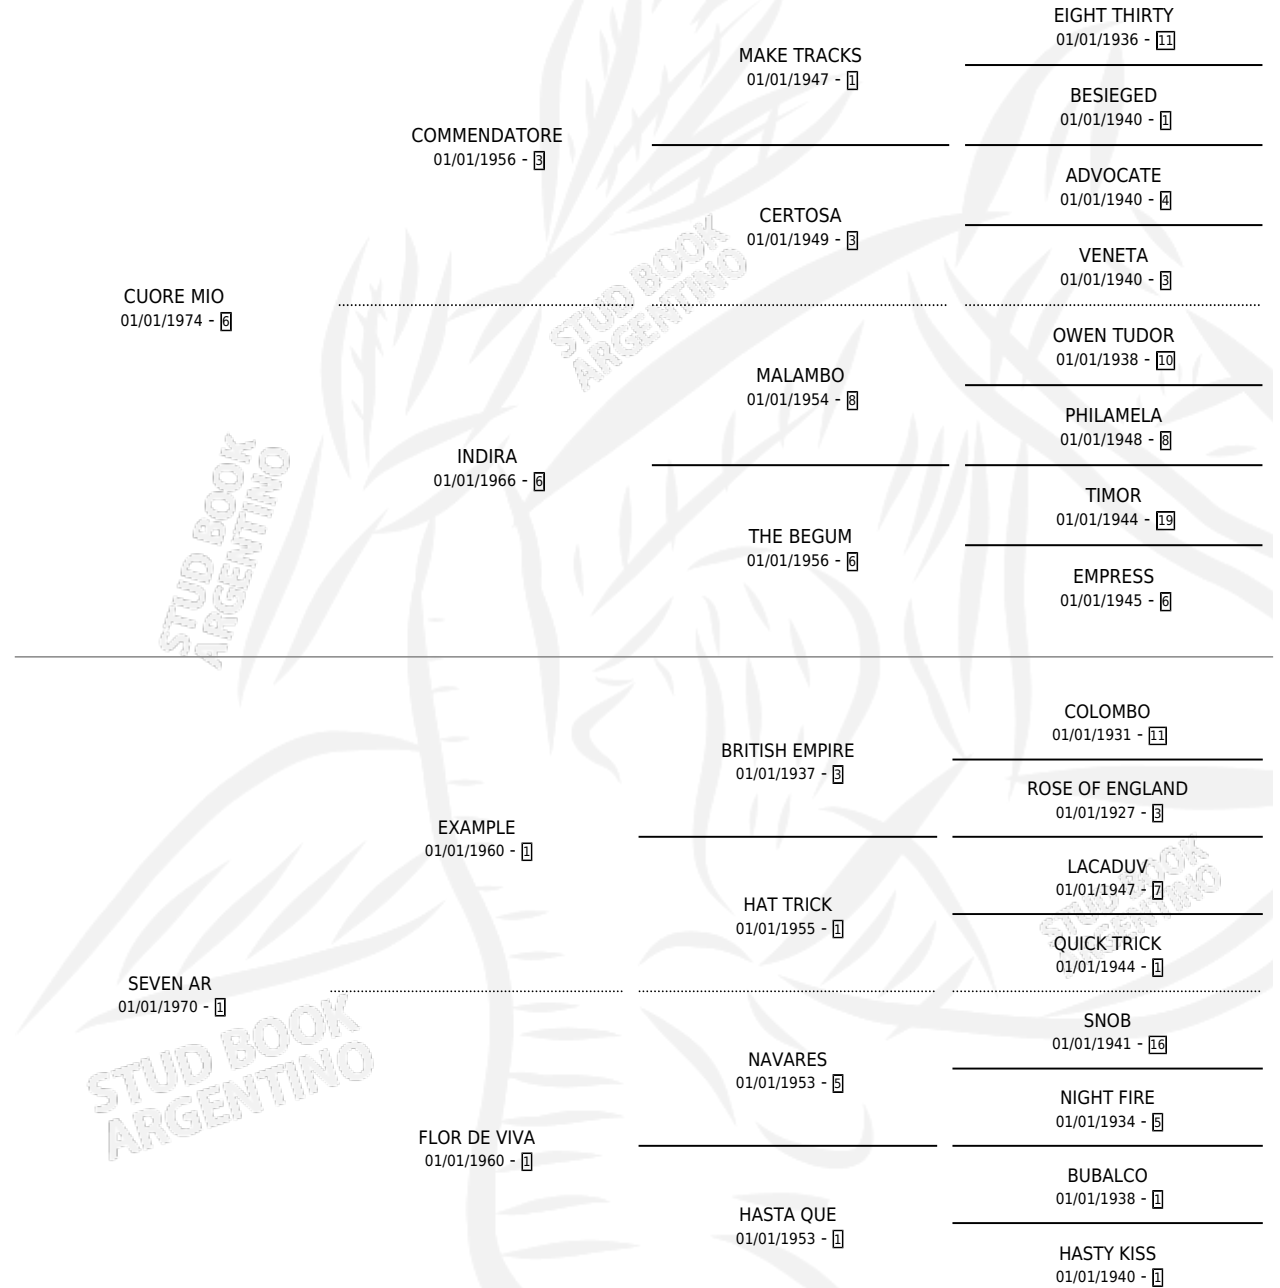 EIGHT THIRTY
01/01/1936 - 11
MAKE TRACKS
01/01/1947 - 1
BESIEGED
01/01/1940 - 1
COMMENDATORE
01/01/1956 - 3
ADVOCATE
01/01/1940 - 4
CERTOSA
01/01/1949 - 3
VENETA
01/01/1940 - 3
CUORE MIO
01/01/1974 - 6
OWEN TUDOR
01/01/1938 - 10
MALAMBO
01/01/1954 - 8
PHILAMELA
01/01/1948 - 8
INDIRA
01/01/1966 - 6
TIMOR
01/01/1944 - 19
THE BEGUM
01/01/1956 - 6
EMPRESS
01/01/1945 - 6
STUD BOOK
ARGENTINO
STUD BOOK
ARGENTINO
COLOMBO
01/01/1931 - 11
BRITISH EMPIRE
01/01/1937 - 3
ROSE OF ENGLAND
01/01/1927 - 3
EXAMPLE
01/01/1960 - 1
LACADUV
01/01/1947 - 7
HAT TRICK
01/01/1955 - 1
QUICK TRICK
01/01/1944 - 1
SEVEN AR
01/01/1970 - 1
SNOB
01/01/1941 - 16
NAVARES
01/01/1953 - 5
NIGHT FIRE
01/01/1934 - 5
FLOR DE VIVA
01/01/1960 - 1
BUBALCO
01/01/1938 - 1
HASTA QUE
01/01/1953 - 1
HASTY KISS
01/01/1940 - 1
STUD BOOK
ARGENTINO
STUD BOOK
ARGENTINO